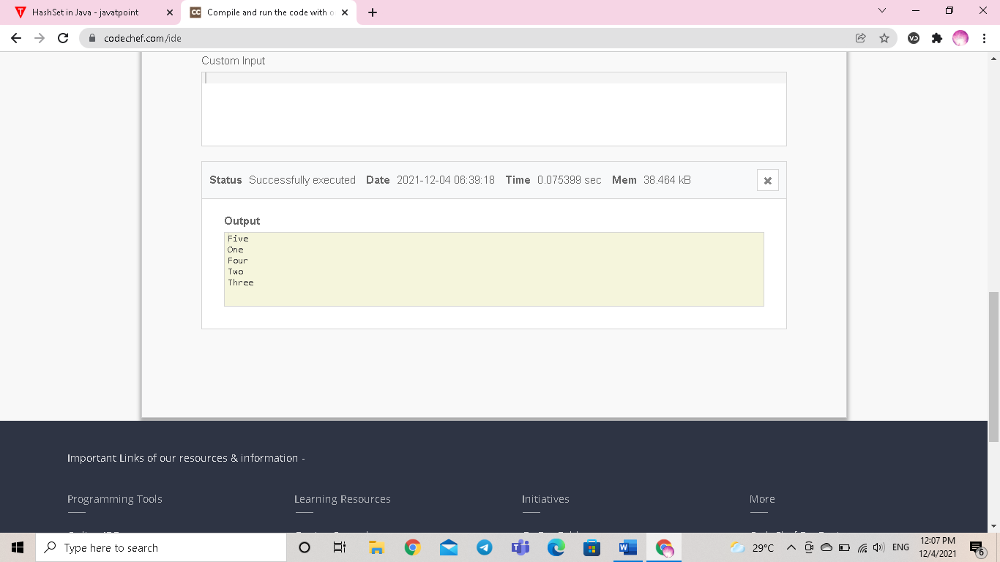 HashSet in Java - javatpoint
Compile and run the code with o
codechef.com/ide
Custom Input
Status Successfully executed Date 2021-12-04 06:39:18 Time 0.075399 sec Mem 38.464 kB
Output
Five
One
Four
Two
Three
Important Links of our resources & information -
Programming Tools Learning Resources Initiatives More
Type here to search
29°C
ENG
12:07 PM
12/4/2021
6